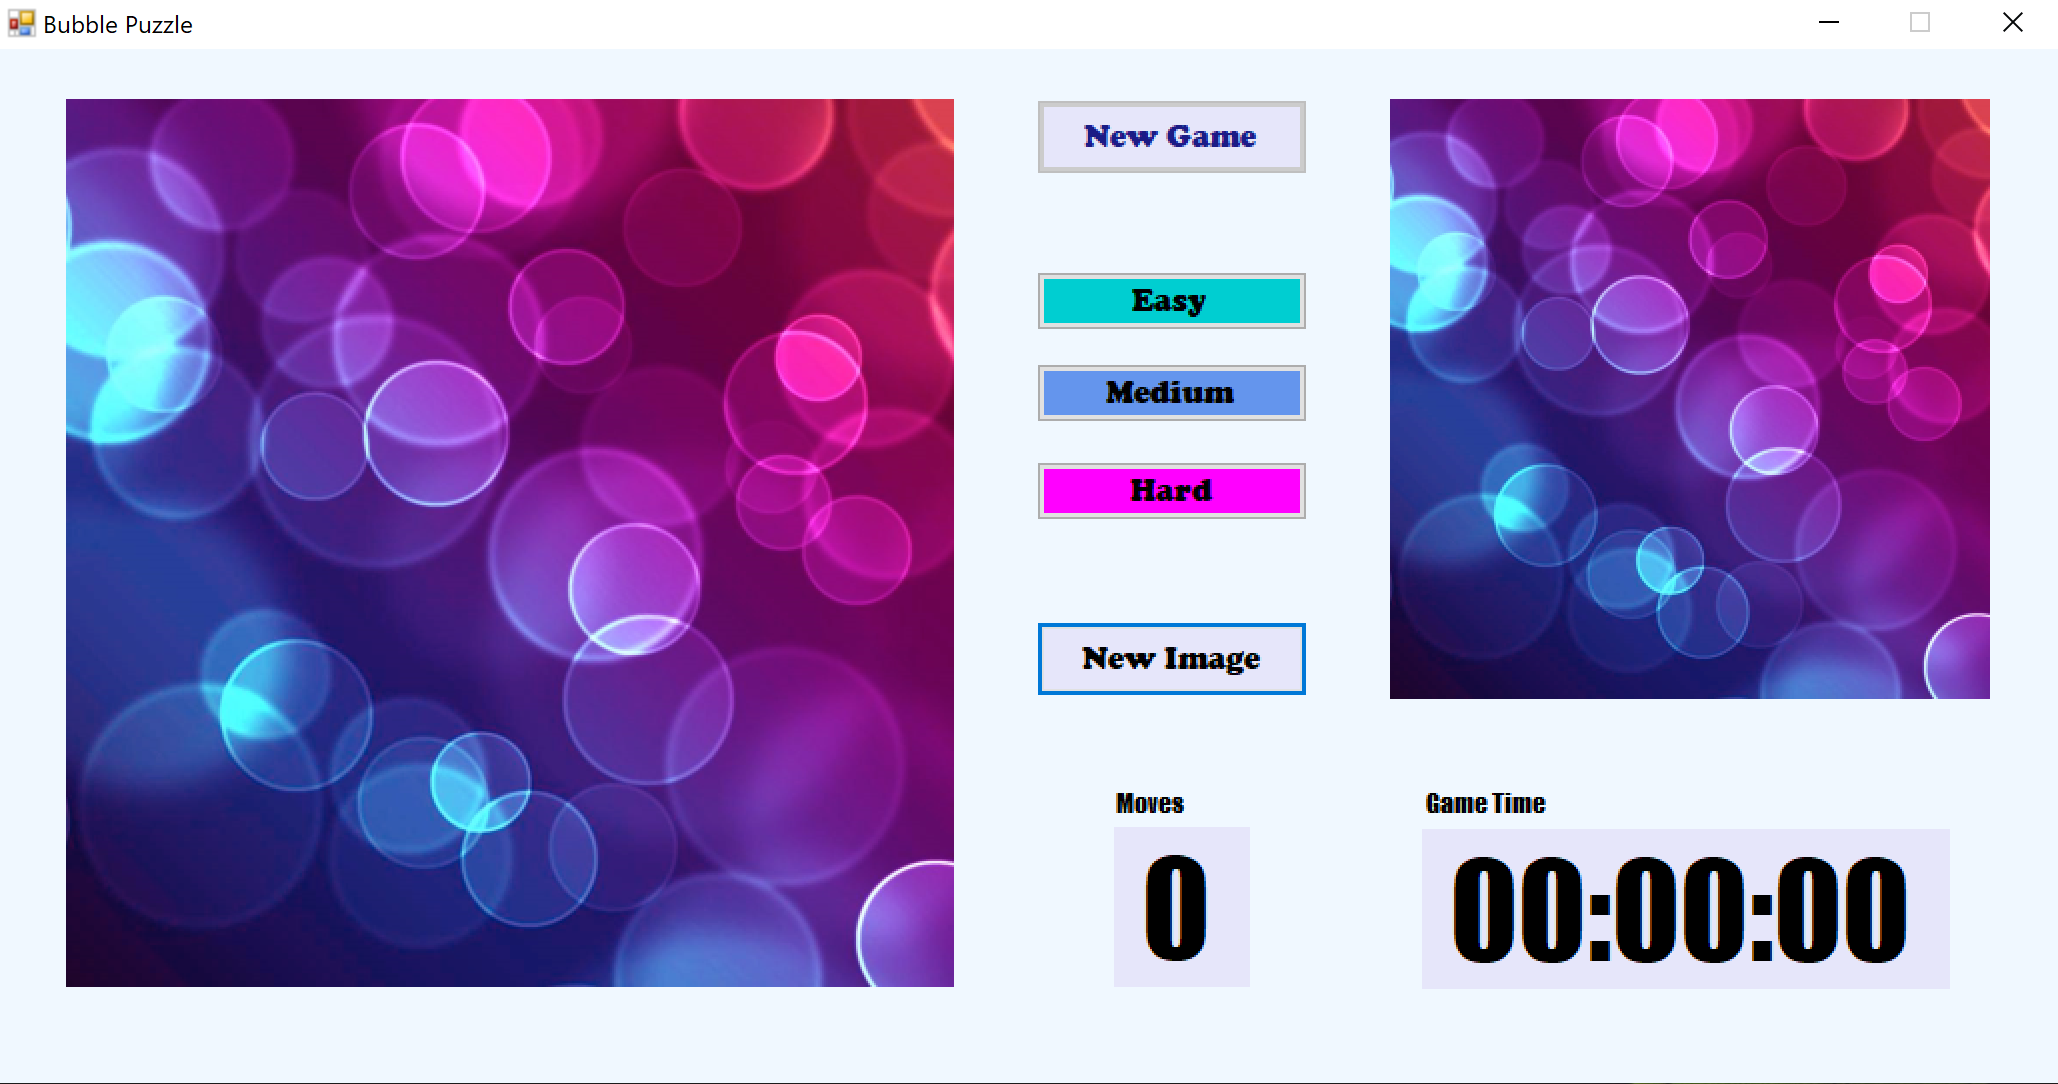 Bubble Puzzle
New Game
Easy
Medium
Hard
New Image
Moves
Game Time
0
00:00:00